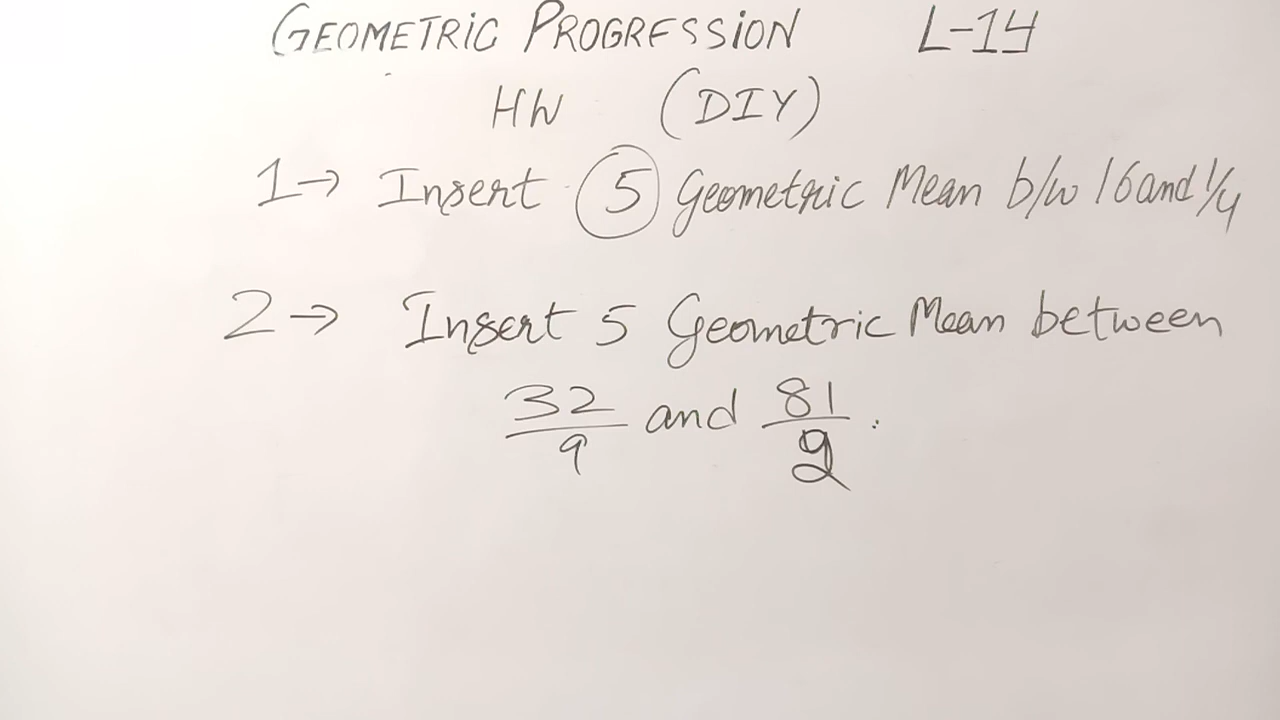 GEOMETRIC PROGRESSION L-14
HW (DIY)
1→ Insert 5 Geometric Mean b/w 16 and 1/4
2→ Insert 5 Geometric Mean between
32/9 and 81/2.